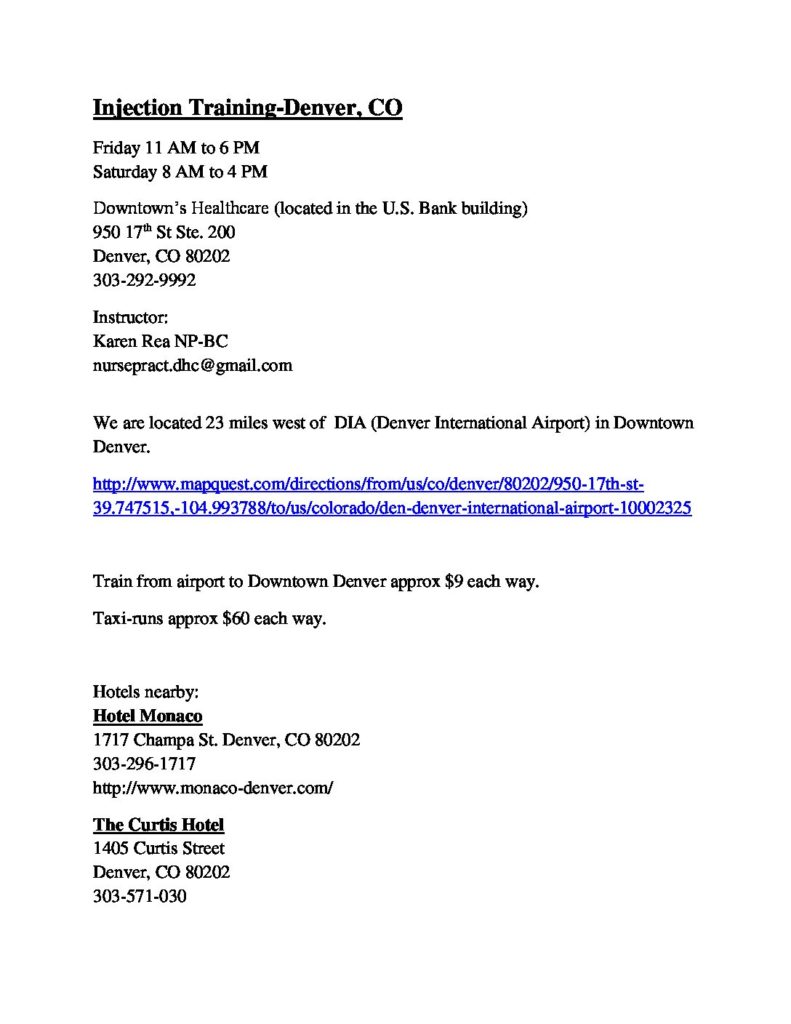 Injection Training-Denver, CO
Friday 11 AM to 6 PM
Saturday 8 AM to 4 PM
Downtown's Healthcare (located in the U.S. Bank building)
950 17th St Ste. 200
Denver, CO 80202
303-292-9992
Instructor:
Karen Rea NP-BC
nursepract.dhc@gmail.com
We are located 23 miles west of DIA (Denver International Airport) in Downtown
Denver.
http://www.mapquest.com/directions/from/us/co/denver/80202/950-17th-st-
39.747515,-104.993788/to/us/colorado/den-denver-international-airport-10002325
Train from airport to Downtown Denver approx $9 each way.
Taxi-runs approx $60 each way.
Hotels nearby:
Hotel Monaco
1717 Champa St. Denver, CO 80202
303-296-1717
http://www.monaco-denver.com/
The Curtis Hotel
1405 Curtis Street
Denver, CO 80202
303-571-030